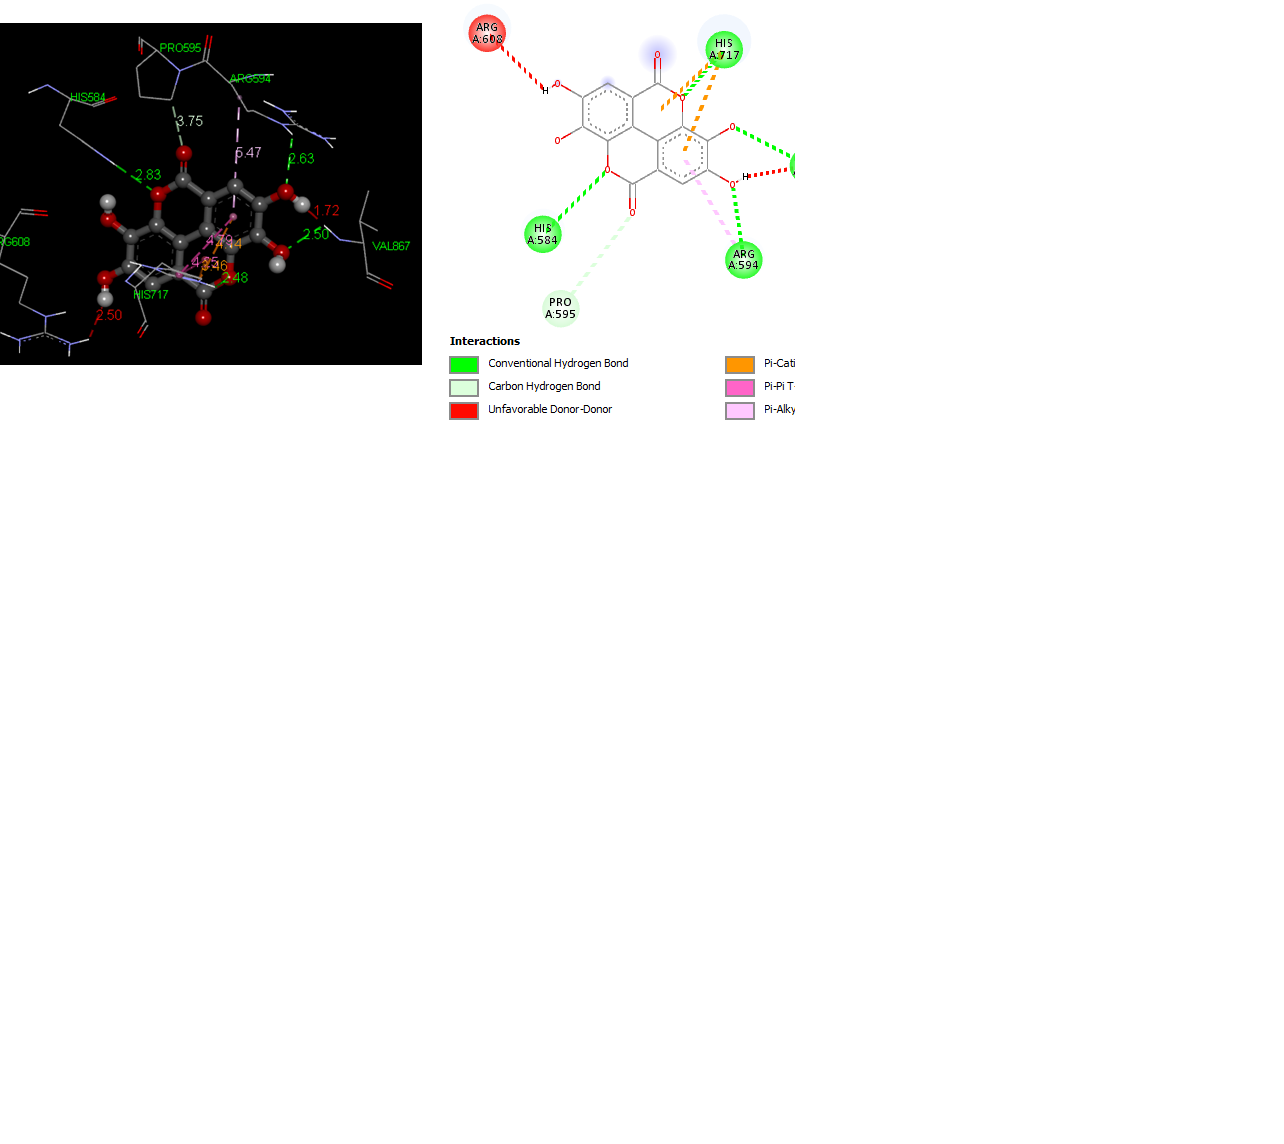 PRO595
ARG594
HIS584
3.75
5.47
2.63
2.83
1.72
2.50
VAL867
RG608
4.79
4.14
4.95
3.46
2.48
HIS717
2.50
ARG
A:608
HIS
A:717
O
O
H
O
O
O
O
H
O
O
HIS
A:584
ARG
A:594
PRO
A:595
Interactions
Conventional Hydrogen Bond
Carbon Hydrogen Bond
Unfavorable Donor-Donor
Pi-Cati
Pi-Pi T-
Pi-Alky